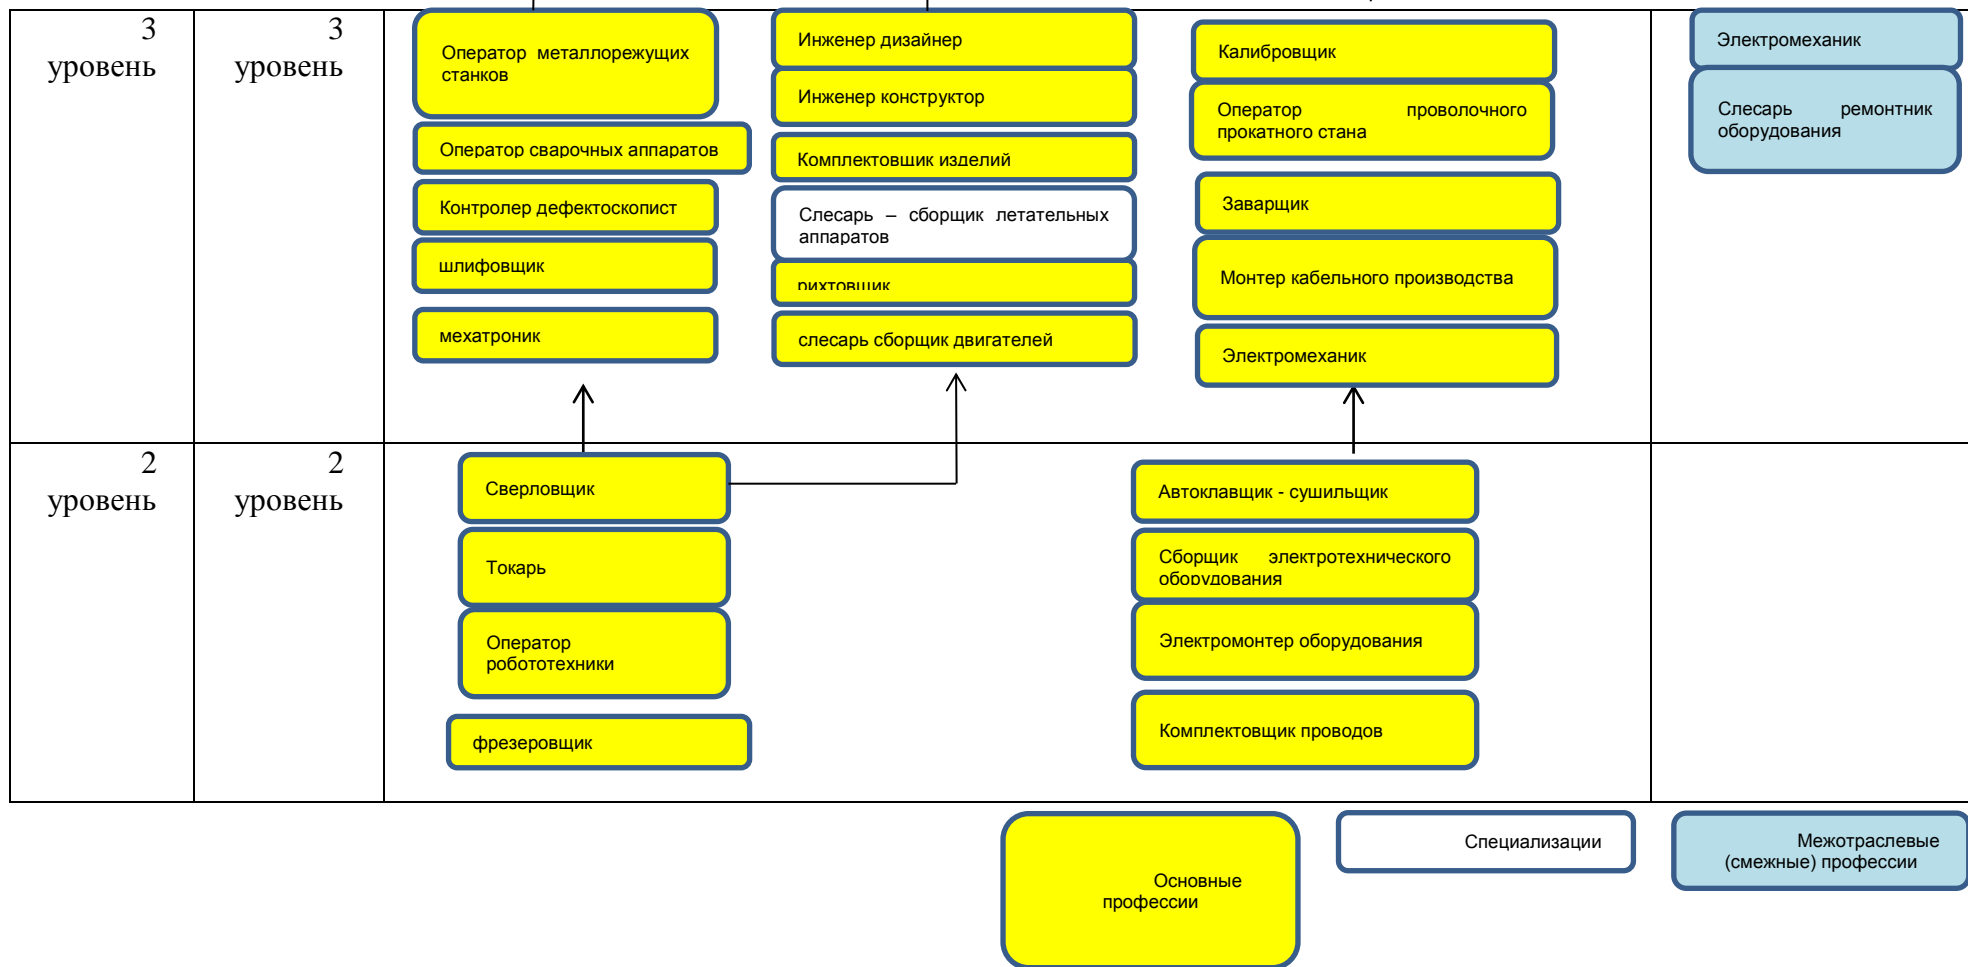 3
уровень
3
уровень
Оператор металлорежущих
станков
Оператор сварочных аппаратов
Контролер дефектоскопист
шлифовщик
мехатроник
Инженер дизайнер
Инженер конструктор
Комплектовщик изделий
Слесарь – сборщик летательных
аппаратов
рихтовщик
слесарь сборщик двигателей
Калибровщик
Оператор проволочного
прокатного стана
Заварщик
Монтер кабельного производства
Электромеханик
Электромеханик
Слесарь ремонтник
оборудования
2
уровень
2
уровень
Сверловщик
Токарь
Оператор
робототехники
фрезеровщик
Автоклавщик - сушильщик
Сборщик электротехнического
оборудования
Электромонтер оборудования
Комплектовщик проводов
Основные
профессии
Специализации
Межотраслевые
(смежные) профессии